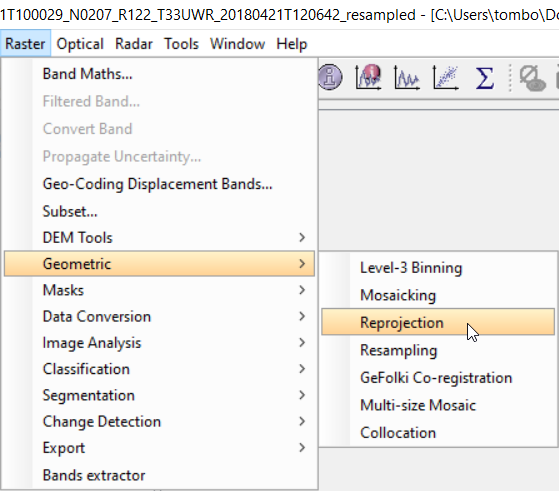 1T100029_N0207_R122_T33UWR_20180421T120642_resampled - [C:\Users\tombo\Do
Raster Optical Radar Tools Window Help
Band Maths...
Filtered Band...
Convert Band
Propagate Uncertainty...
Geo-Coding Displacement Bands...
Subset...
DEM Tools
Geometric
Masks
Data Conversion
Image Analysis
Classification
Segmentation
Change Detection
Export
Bands extractor
Level-3 Binning
Mosaicking
Reprojection
Resampling
GeFolki Co-registration
Multi-size Mosaic
Collocation